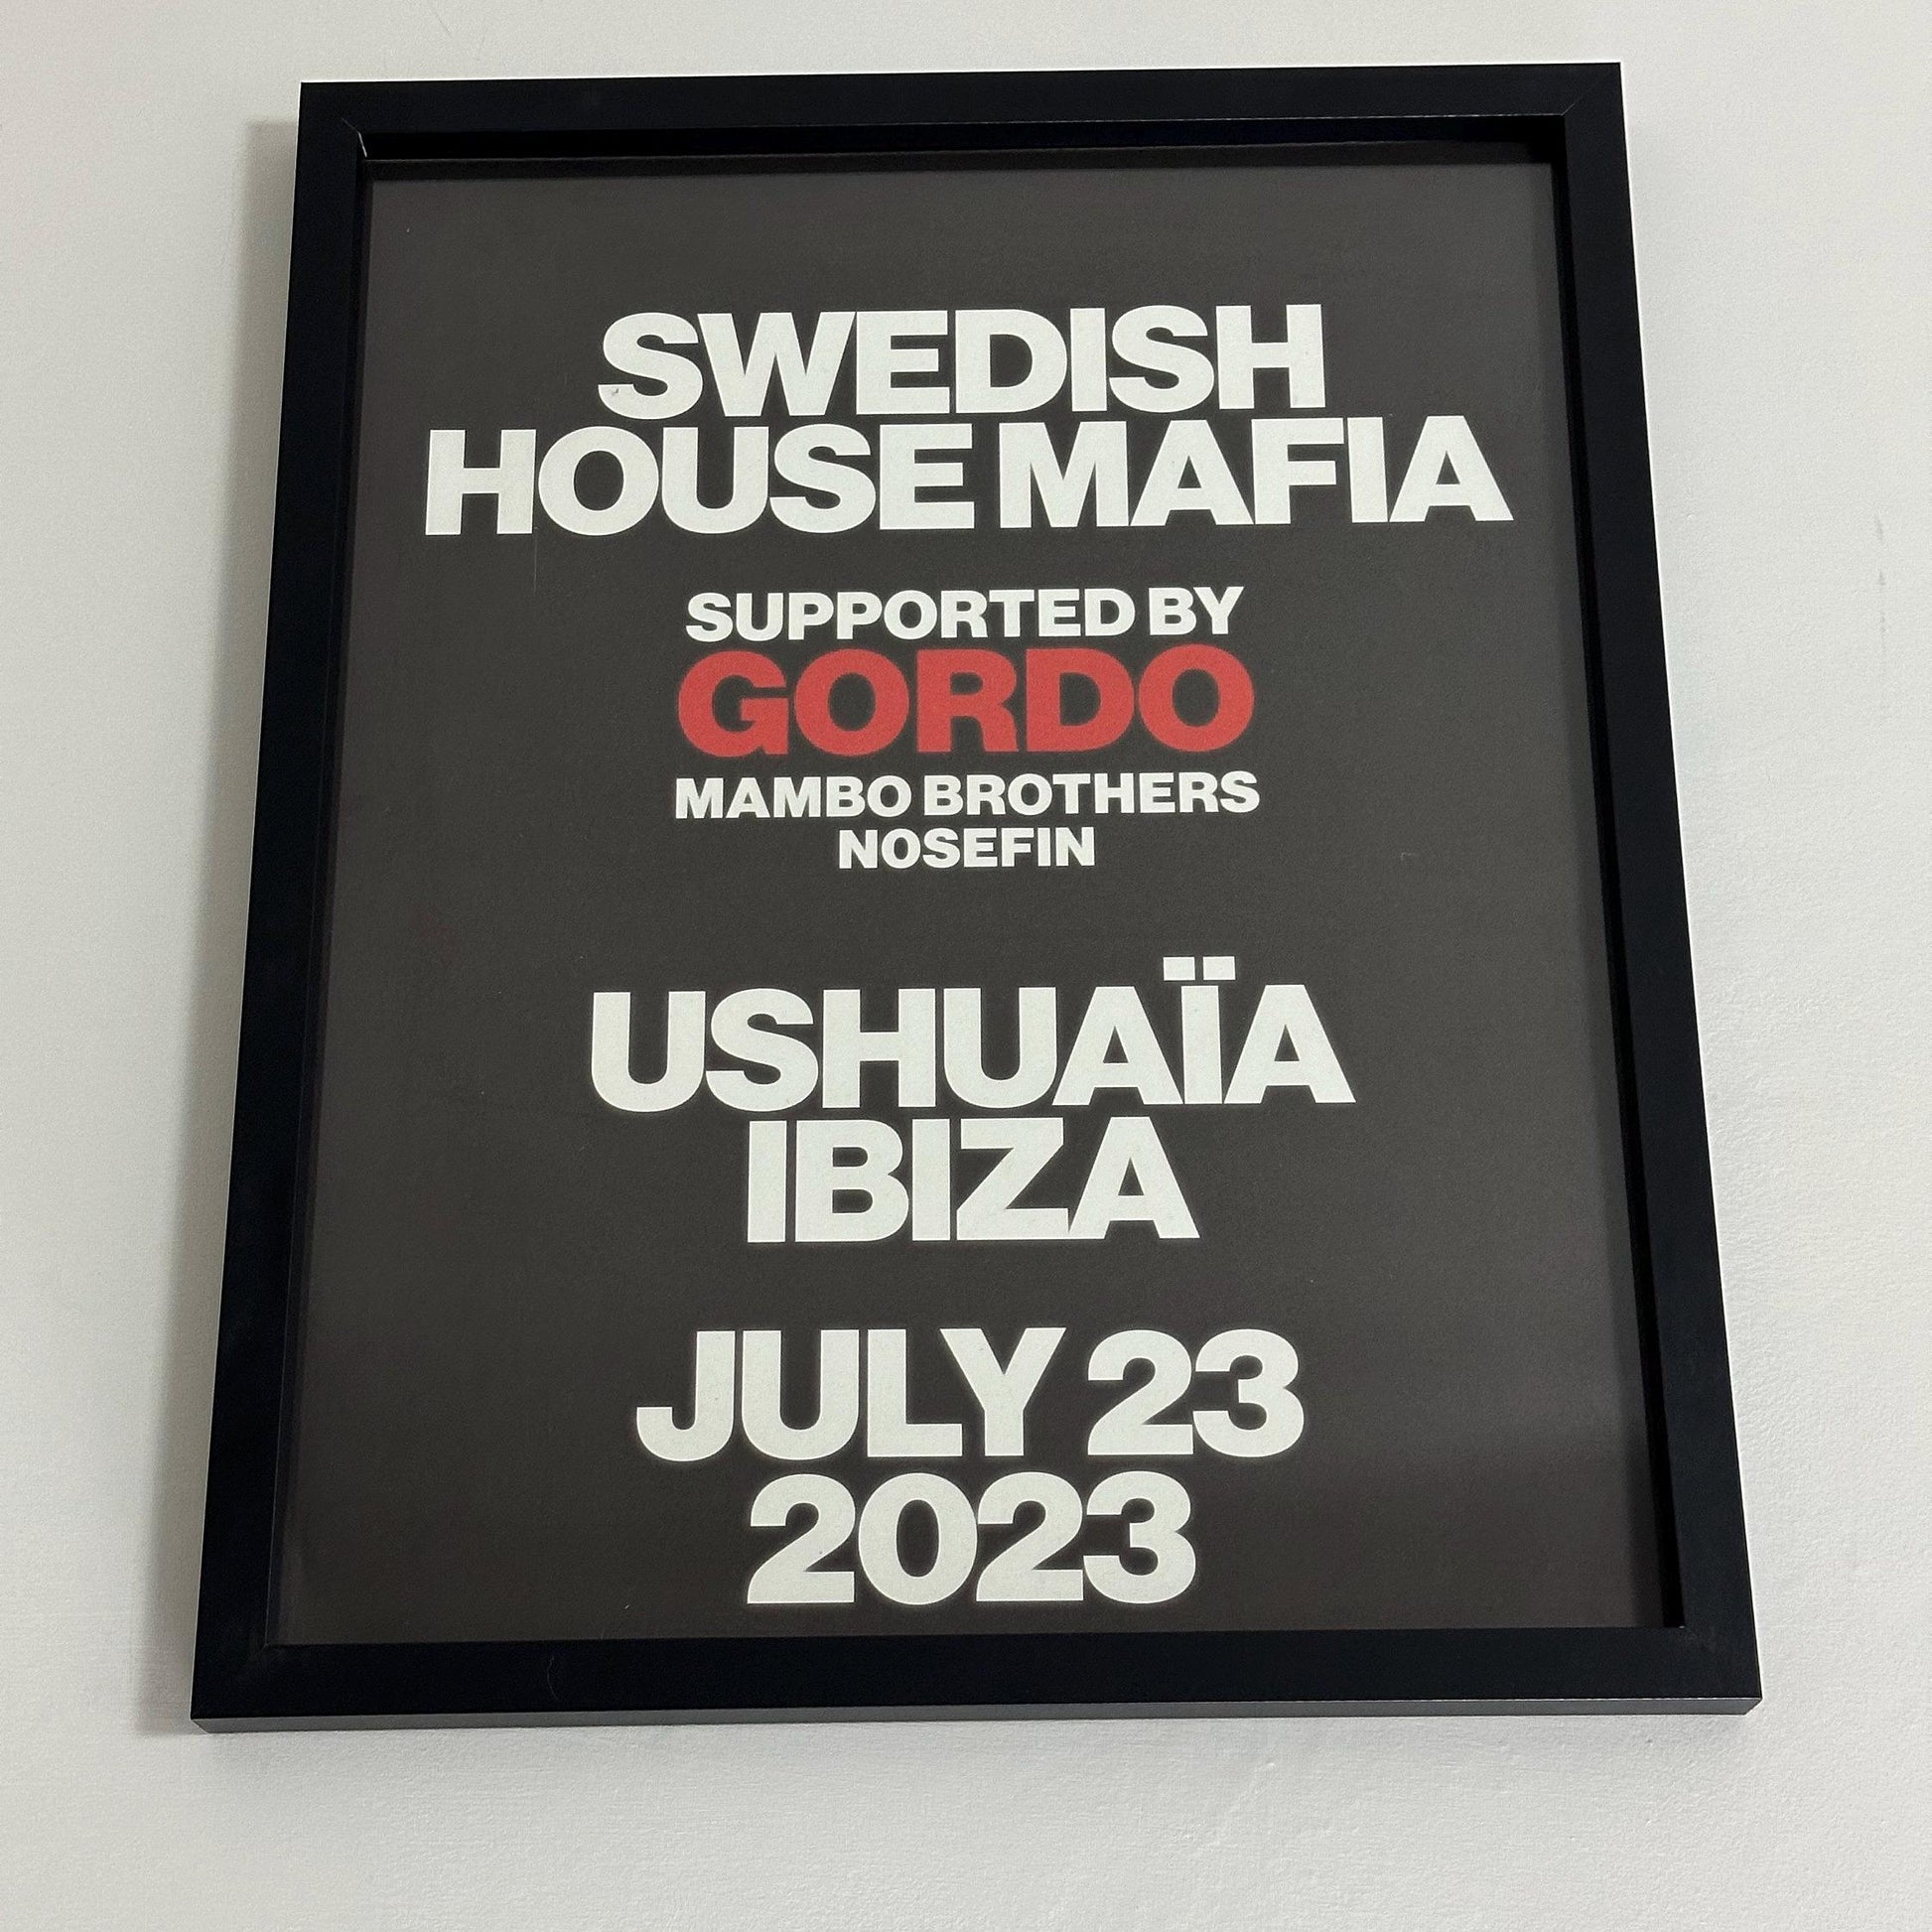 SWEDISH
HOUSE MAFIA
SUPPORTED BY
GORDO
MAMBO BROTHERS
NOSEFIN
USHUAÏA
IBIZA
JULY 23
2023